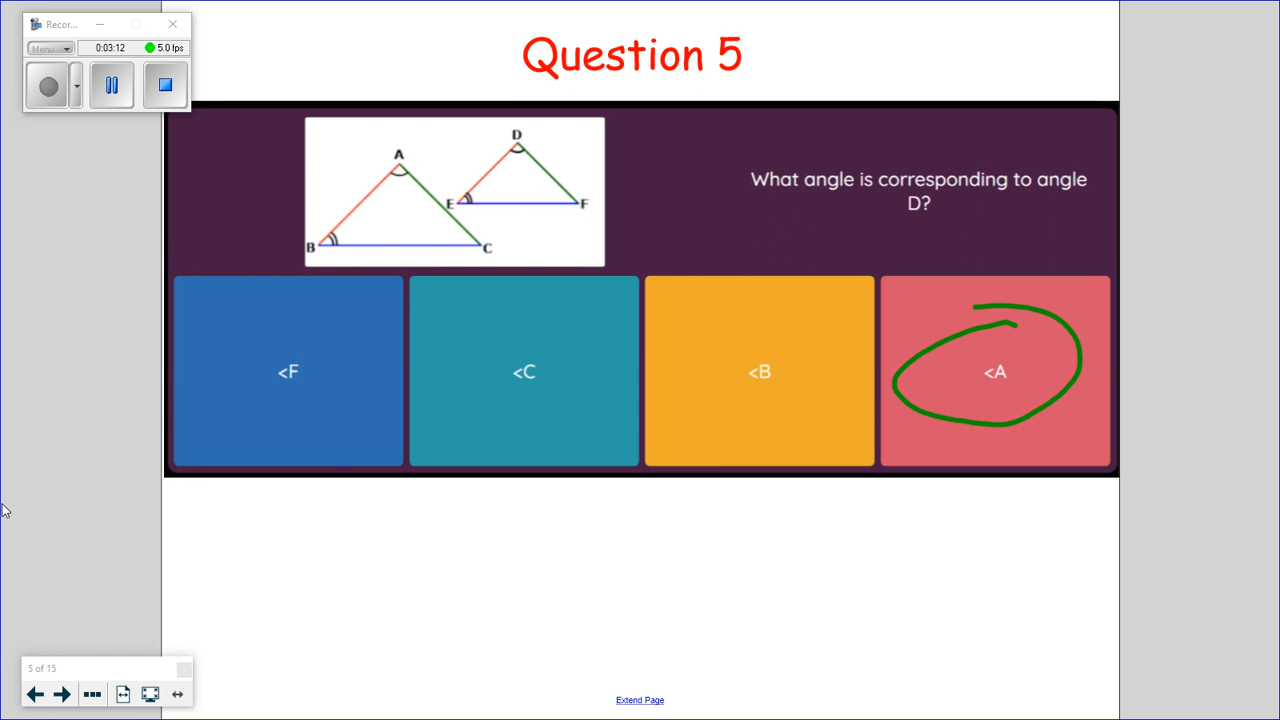 Recor...
Menu
0:03:12
5.0 fps
Question 5
A
B
C
D
E
F
What angle is corresponding to angle
D?
<F
<C
<B
<A
5 of 15
Extend Page